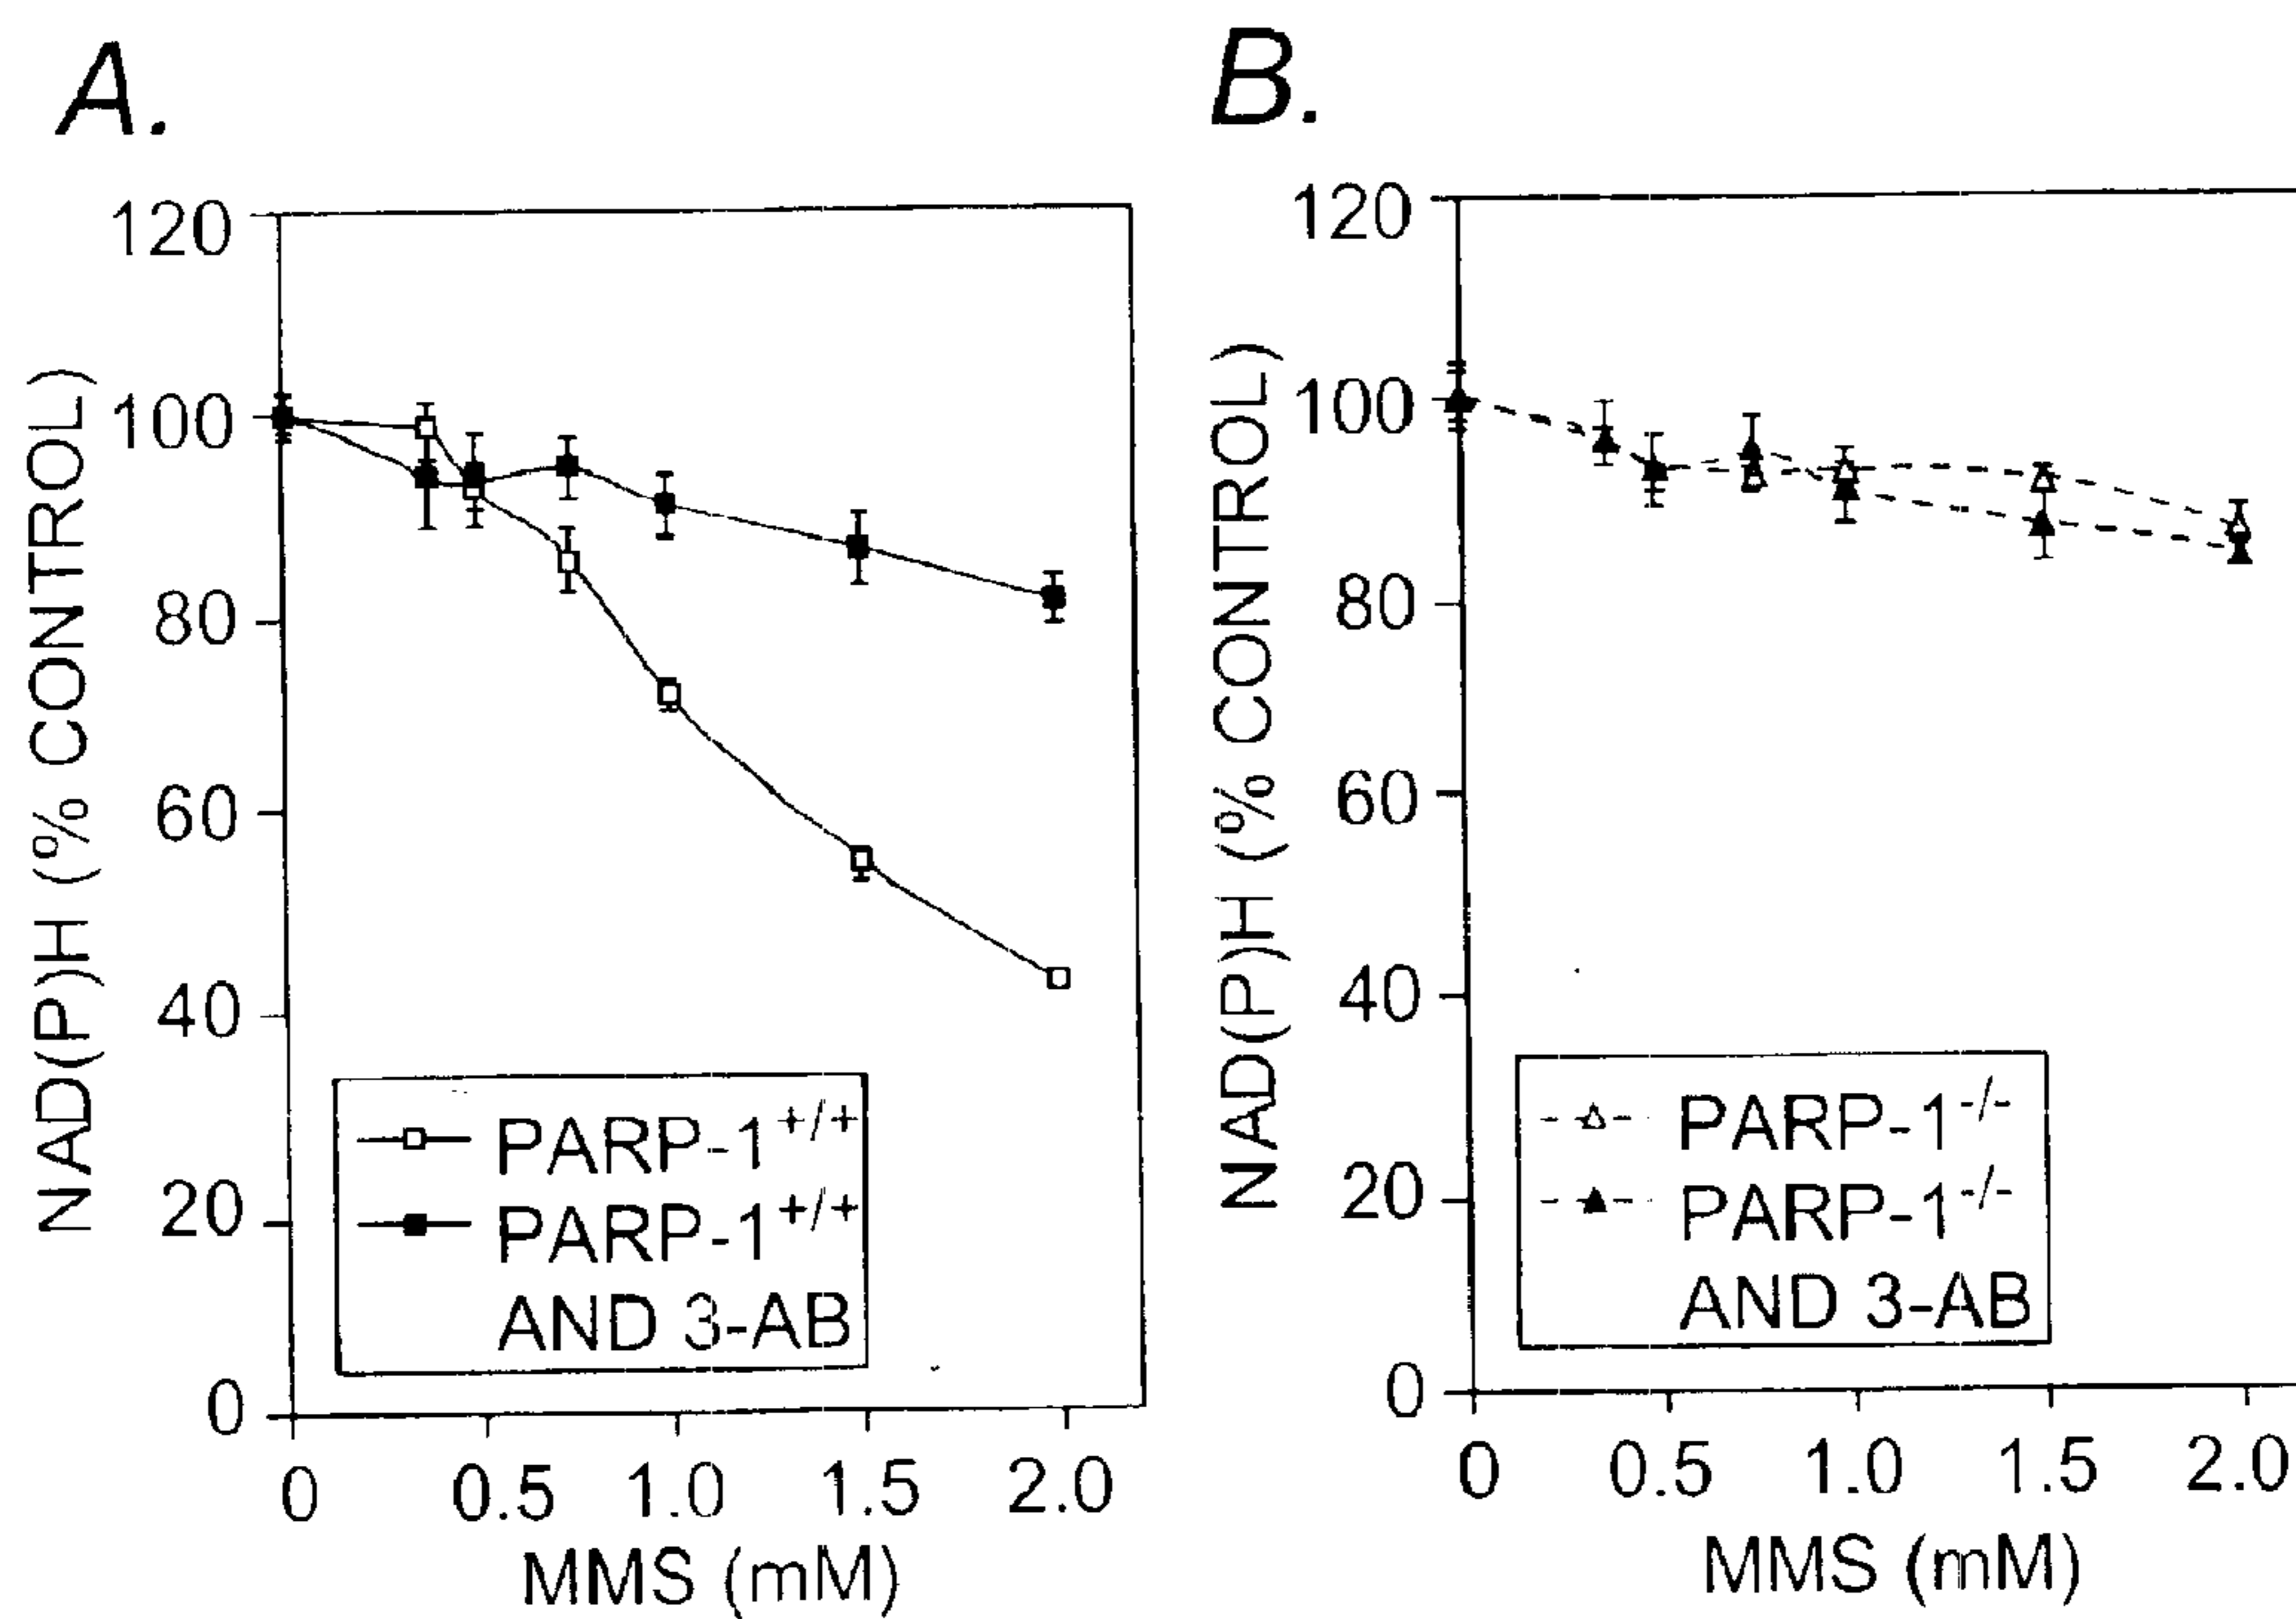 A.
120
100
80
60
40
20
0
NAD(P)H (% CONTROL)
PARP-1+/+
PARP-1+/+
AND 3-AB
0 0.5 1.0 1.5 2.0
MMS (mM)
B.
120
100
80
60
40
20
0
NAD(P)H (% CONTROL)
PARP-1-/-
PARP-1-/-
AND 3-AB
0 0.5 1.0 1.5 2.0
MMS (mM)